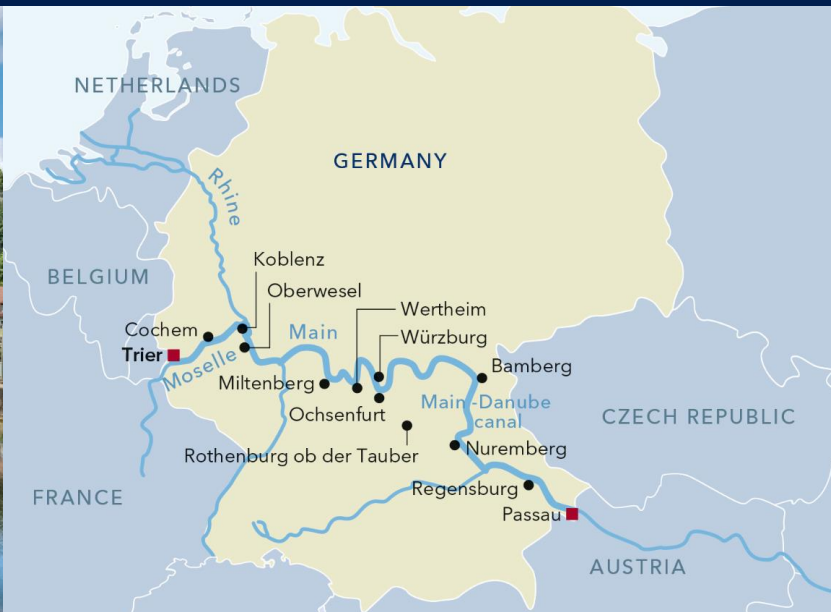 NETHERLANDS
GERMANY
Rhine
Koblenz
BELGIUM
Oberwesel
Wertheim
Cochem
Main
Würzburg
Trier
Moselle
Bamberg
Miltenberg
Main-Danube
canal
Ochsenfurt
CZECH REPUBLIC
Rothenburg ob der Tauber
Nuremberg
FRANCE
Regensburg
Passau
AUSTRIA